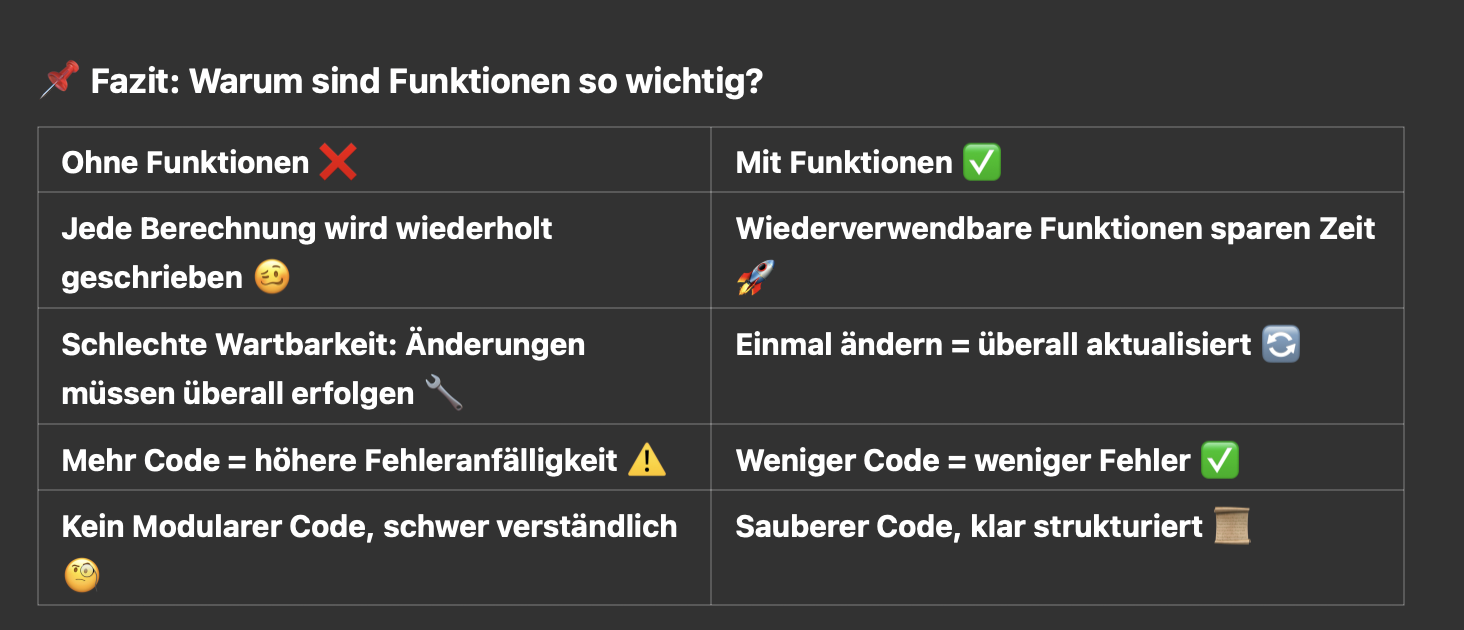 📌 Fazit: Warum sind Funktionen so wichtig?
Ohne Funktionen ❌
Mit Funktionen ✅
Jede Berechnung wird wiederholt
geschrieben 🥴
Wiederverwendbare Funktionen sparen Zeit
🚀
Schlechte Wartbarkeit: Änderungen
müssen überall erfolgen 🔧
Einmal ändern = überall aktualisiert 🔄
Mehr Code = höhere Fehleranfälligkeit ⚠️
Weniger Code = weniger Fehler ✅
Kein Modularer Code, schwer verständlich
🧐
Sauberer Code, klar strukturiert 📜